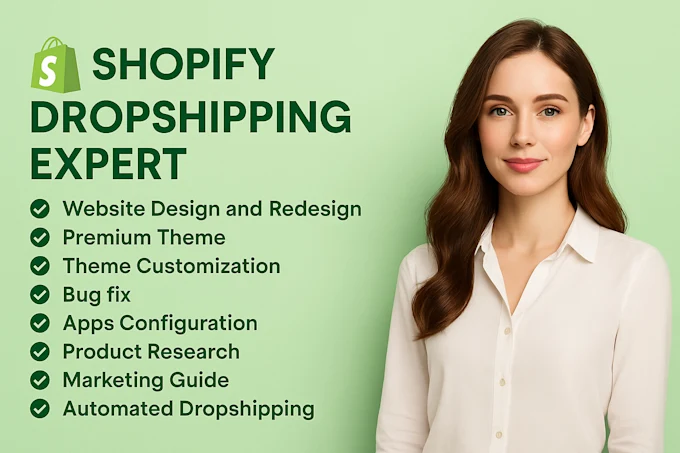 S SHOPIFY
DROPSHIPPING
EXPERT
Website Design and Redesign
Premium Theme
Theme Customization
Bug fix
Apps Configuration
Product Research
Marketing Guide
Automated Dropshipping